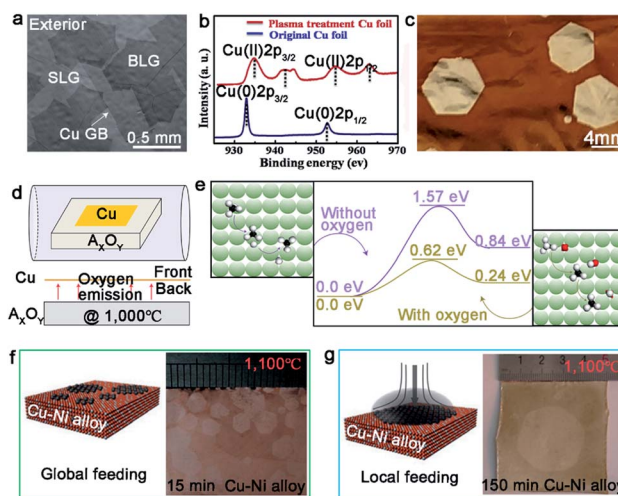 a
Exterior
BLG
SLG
Cu GB
0.5 mm
b
Plasma treatment Cu foil
Original Cu foil
Cu(II)2p3/2
Cu(II)2p1/2
Cu(0)2p3/2
Cu(0)2p1/2
Intensity (a. u.)
930 940 950 960 970
Binding energy (ev)
c
4mm
d
Cu
AXOY
Cu
Oxygen
emission
Front
Back
AXOY
@ 1,000℃
e
Without
oxygen
1.57 eV
0.84 eV
0.62 eV
0.24 eV
0.0 eV
0.0 eV
With oxygen
f
Cu-Ni alloy
Global feeding
1,100℃
15 min Cu-Ni alloy
g
Cu-Ni alloy
Local feeding
1 2 3 4 5
1,100℃
150 min Cu-Ni alloy